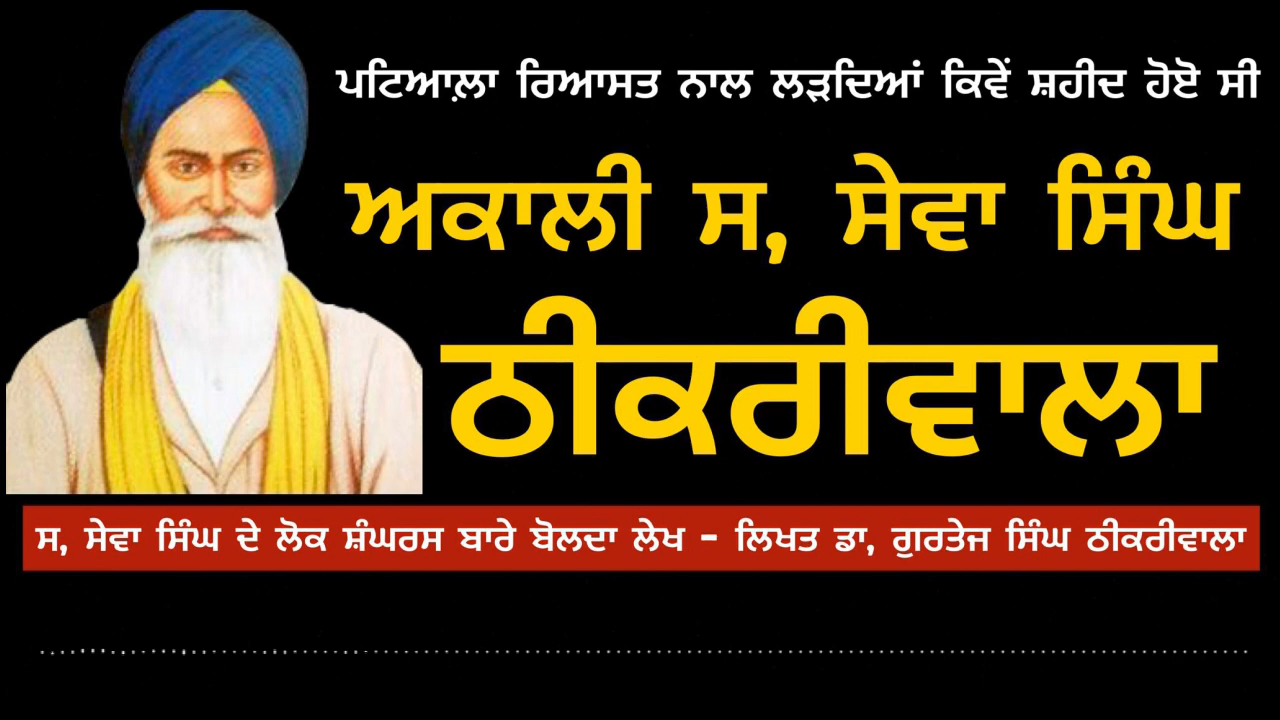 ਪਟਿਆਲ਼ਾ ਰਿਆਸਤ ਨਾਲ ਲੜਦਿਆਂ ਕਿਵੇਂ ਸ਼ਹੀਦ ਹੋਏ ਸੀ
ਅਕਾਲੀ ਸ, ਸੇਵਾ ਸਿੰਘ
ਠੀਕਰੀਵਾਲਾ
ਸ, ਸੇਵਾ ਸਿੰਘ ਦੇ ਲੋਕ ਸ਼ੰਘਰਸ ਬਾਰੇ ਬੋਲਦਾ ਲੇਖ - ਲਿਖਤ ਡਾ, ਗੁਰਤੇਜ ਸਿੰਘ ਠੀਕਰੀਵਾਲਾ